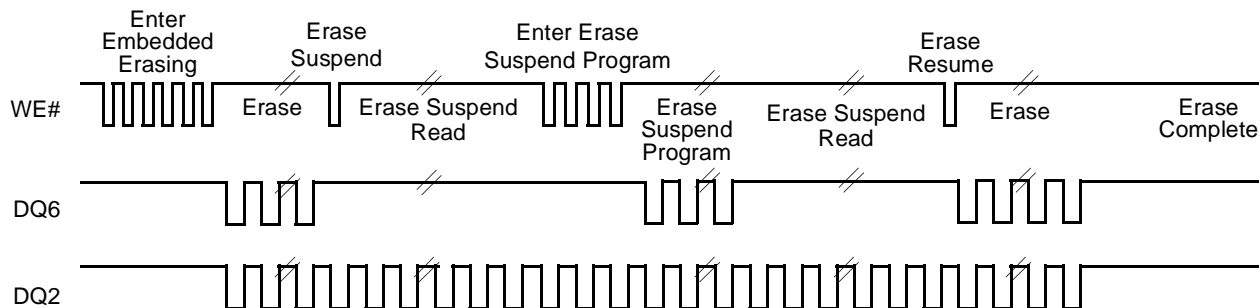 Enter
Embedded
Erasing
Erase
Suspend
Enter Erase
Suspend Program
Erase
Resume
WE#
Erase
Erase Suspend
Read
Erase
Suspend
Program
Erase Suspend
Read
Erase
Erase
Complete
DQ6
DQ2